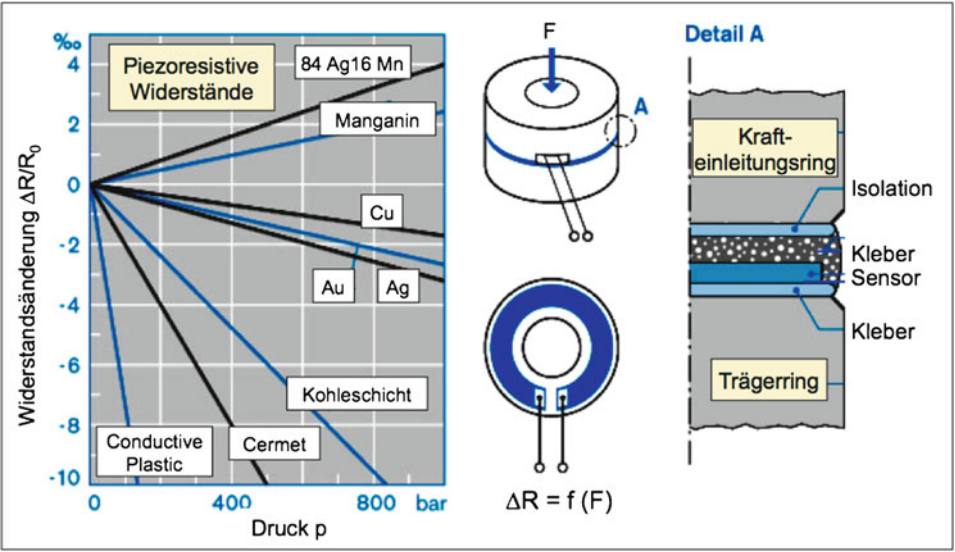 ‰
4
2
0
-2
-4
-6
-8
-10
Widerstandsänderung ΔR/R₀
Piezoresistive
Widerstände
84 Ag16 Mn
Manganin
Cu
Au
Ag
Kohleschicht
Cermet
Conductive
Plastic
0
400
800
bar
Druck p
F
A
ΔR = f (F)
Detail A
Kraft-
einleitungsring
Isolation
Kleber
Sensor
Kleber
Trägerring